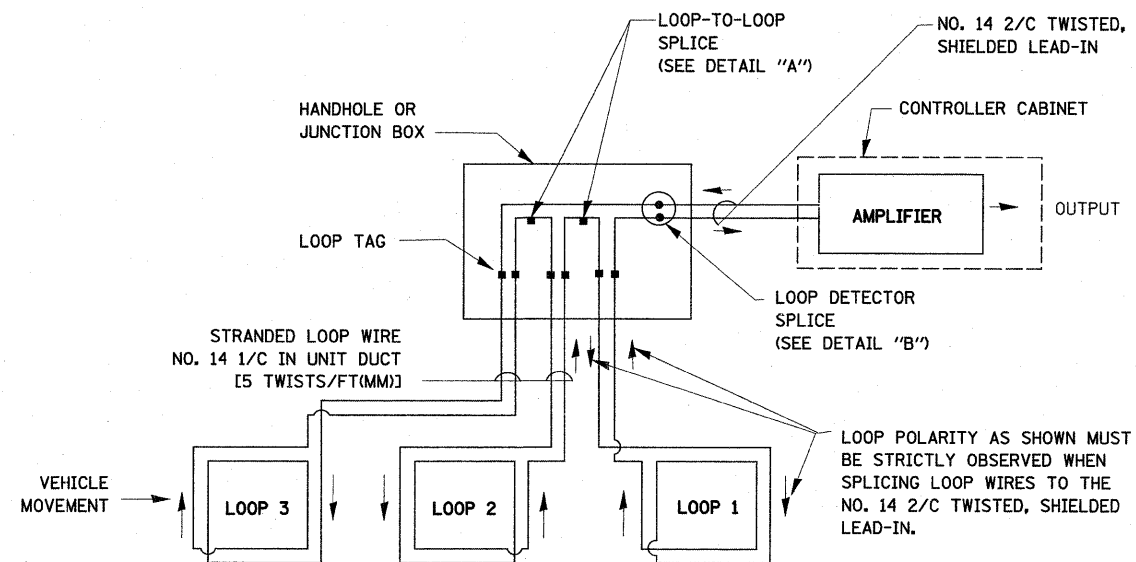 LOOP-TO-LOOP
SPLICE
(SEE DETAIL "A")
NO. 14 2/C TWISTED,
SHIELDED LEAD-IN
HANDHOLE OR
JUNCTION BOX
CONTROLLER CABINET
AMPLIFIER
OUTPUT
LOOP TAG
LOOP DETECTOR
SPLICE
(SEE DETAIL "B")
STRANDED LOOP WIRE
NO. 14 1/C IN UNIT DUCT
[5 TWISTS/FT(MM)]
LOOP POLARITY AS SHOWN MUST
BE STRICTLY OBSERVED WHEN
SPLICING LOOP WIRES TO THE
NO. 14 2/C TWISTED, SHIELDED
LEAD-IN.
VEHICLE
MOVEMENT
LOOP 3
LOOP 2
LOOP 1